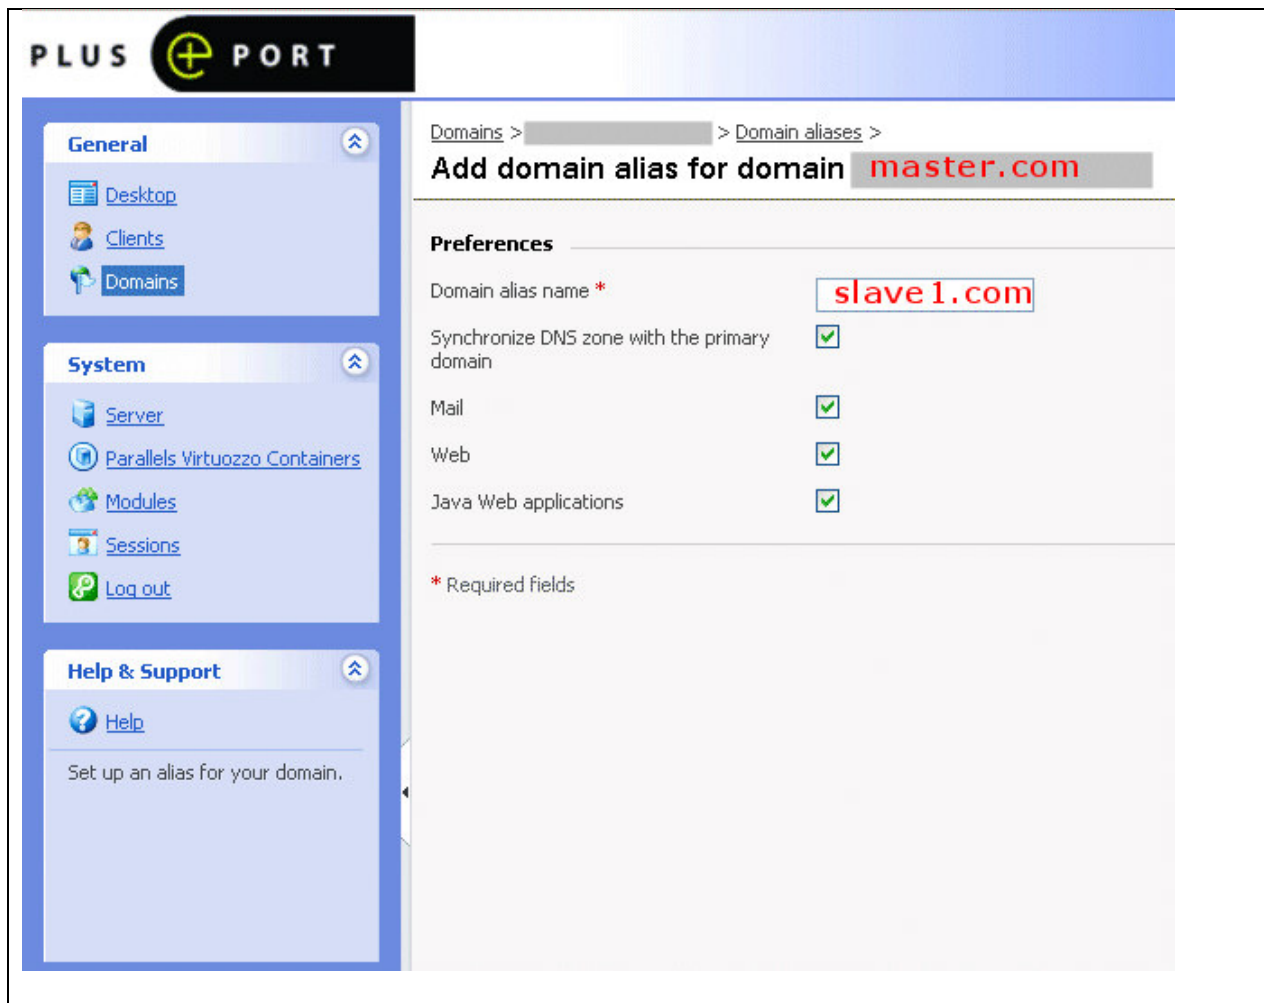 PLUS e PORT
General
Desktop
Clients
Domains
System
Server
Parallels Virtuozzo Containers
Modules
Sessions
Log out
Help & Support
Help
Set up an alias for your domain.
Domains > > Domain aliases >
Add domain alias for domain master.com
Preferences
Domain alias name * slave1.com
Synchronize DNS zone with the primary
domain
Mail
Web
Java Web applications
* Required fields